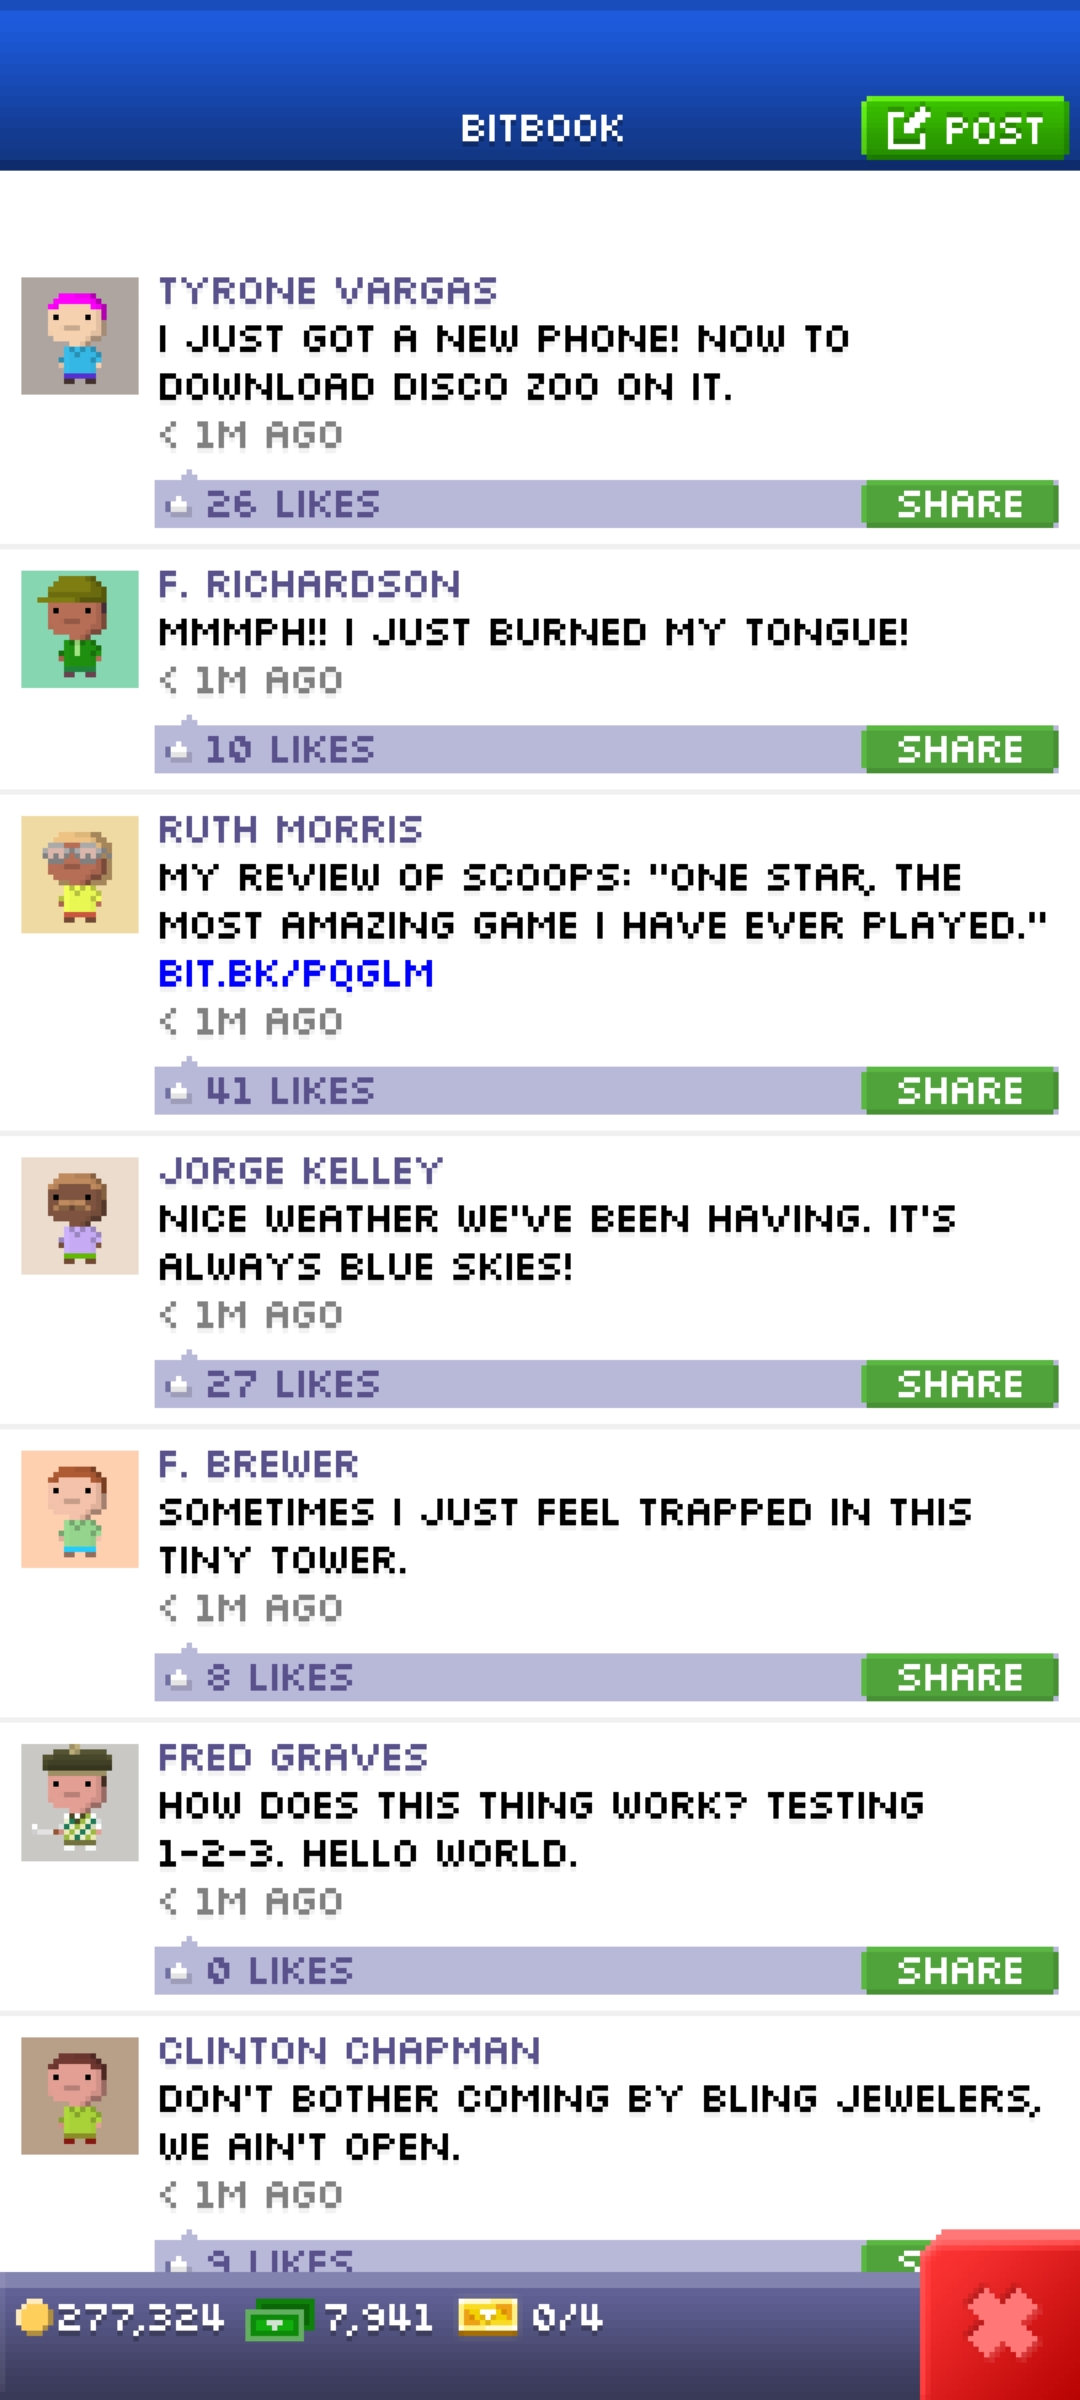 BITBOOK
POST
TYRONE VARGAS
I JUST GOT A NEW PHONE! NOW TO
DOWNLOAD DISCO ZOO ON IT.
< 1M AGO
26 LIKES
SHARE
F. RICHARDSON
MMMPH!! I JUST BURNED MY TONGUE!
< 1M AGO
10 LIKES
SHARE
RUTH MORRIS
MY REVIEW OF SCOOPS: "ONE STAR, THE
MOST AMAZING GAME I HAVE EVER PLAYED."
BIT.BK/PQGLM
< 1M AGO
41 LIKES
SHARE
JORGE KELLEY
NICE WEATHER WE'VE BEEN HAVING. IT'S
ALWAYS BLUE SKIES!
< 1M AGO
27 LIKES
SHARE
F. BREWER
SOMETIMES I JUST FEEL TRAPPED IN THIS
TINY TOWER.
< 1M AGO
8 LIKES
SHARE
FRED GRAVES
HOW DOES THIS THING WORK? TESTING
1-2-3. HELLO WORLD.
< 1M AGO
0 LIKES
SHARE
CLINTON CHAPMAN
DON'T BOTHER COMING BY BLING JEWELERS,
WE AIN'T OPEN.
< 1M AGO
9 LIKES
277,324 7,941 0/4